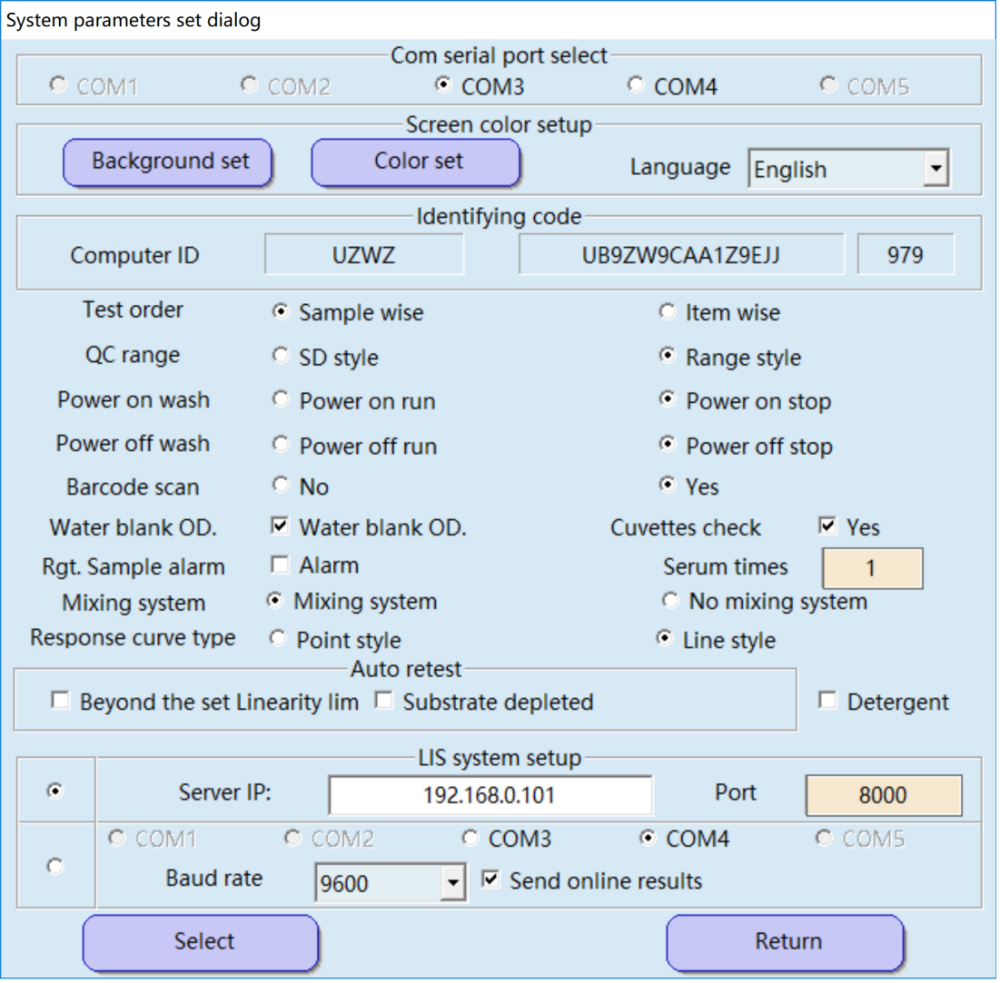 System parameters set dialog
Com serial port select
COM1 COM2 COM3 COM4 COM5
Screen color setup
Background set Color set Language English
Identifying code
Computer ID UZWZ UB9ZW9CAA1Z9EJJ 979
Test order Sample wise Item wise
QC range SD style Range style
Power on wash Power on run Power on stop
Power off wash Power off run Power off stop
Barcode scan No Yes
Water blank OD. Water blank OD. Cuvettes check Yes
Rgt. Sample alarm Alarm Serum times 1
Mixing system Mixing system No mixing system
Response curve type Point style Line style
Auto retest
Beyond the set Linearity lim Substrate depleted Detergent
LIS system setup
Server IP: 192.168.0.101 Port 8000
COM1 COM2 COM3 COM4 COM5
Baud rate 9600 Send online results
Select Return